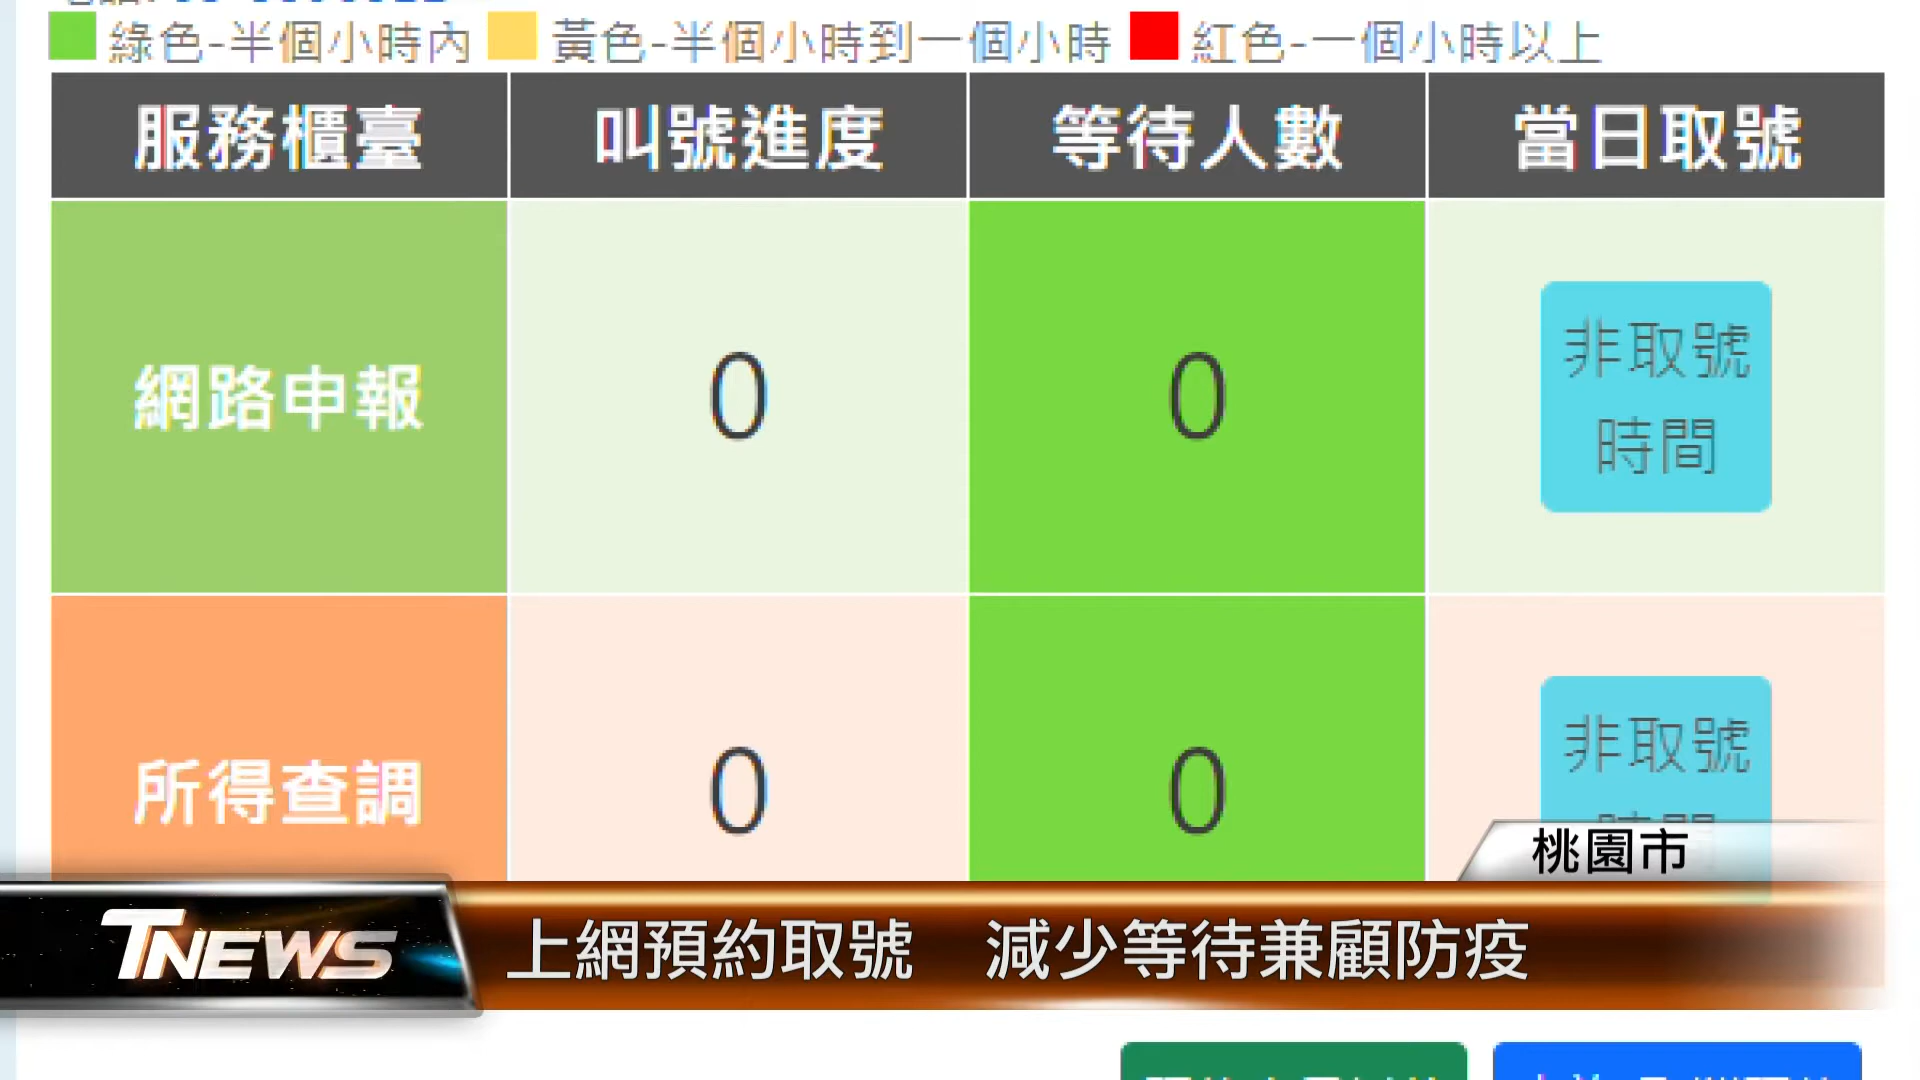 綠色-半個小時內 黃色-半個小時到一個小時 紅色-一個小時以上
服務櫃臺 叫號進度 等待人數 當日取號
網路申報 0 0 非取號
時間
所得查調 0 0 非取號
時間
桃園市
TNEWS 上網預約取號 減少等待兼顧防疫